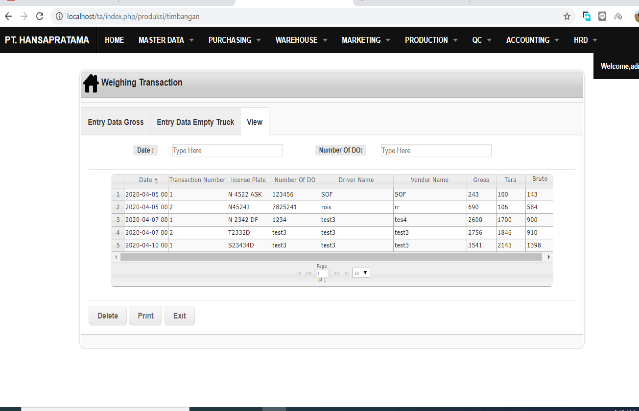 localhost/ta/index.php/produksi/timbangan
PT. HANSAPRATAMA HOME MASTER DATA PURCHASING WAREHOUSE MARKETING PRODUCTION QC ACCOUNTING HRD
Welcome,adm
Weighing Transaction
Entry Data Gross Entry Data Empty Truck View
Date : Type Here Number Of DO: Type Here
Date Transaction Number license Plate Number Of DO Driver Name Vendor Name Gross Tara Bruto
1 2020-04-05 00 1 N 4522 ASK 123456 SOF SOF 243 100 143
2 2020-04-05 00 2 7825241 rr 690 106 584
3 2020-04-07 00 1 N 2342 DF 1234 test3 tes4 2600 1700 900
4 2020-04-07 00 2 T2332D test3 test3 test3 2756 1846 910
5 2020-04-10 00 1 S23434D test3 test3 test3 3541 2143 1398
Page
1 10
of 1
Delete Print Exit